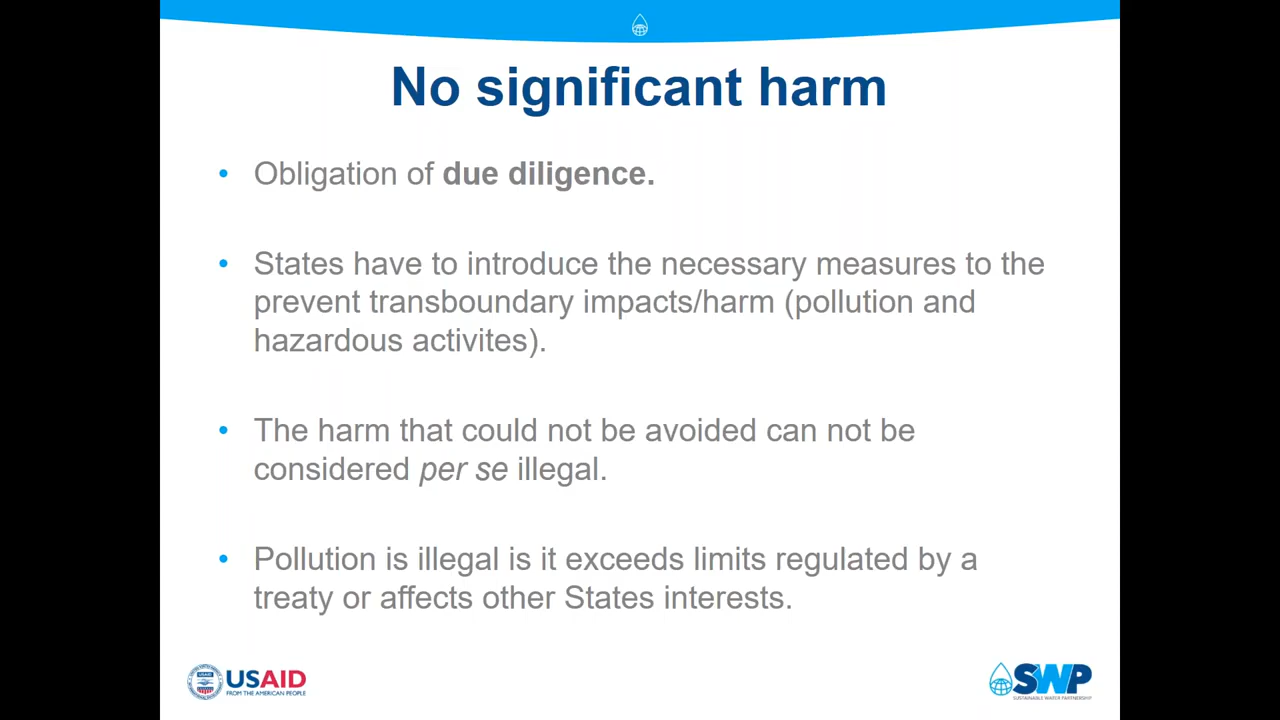 No significant harm
• Obligation of due diligence.
• States have to introduce the necessary measures to the
prevent transboundary impacts/harm (pollution and
hazardous activites).
• The harm that could not be avoided can not be
considered per se illegal.
• Pollution is illegal is it exceeds limits regulated by a
treaty or affects other States interests.
USAID
FROM THE AMERICAN PEOPLE
SWP
SUSTAINABLE WATER PARTNERSHIP